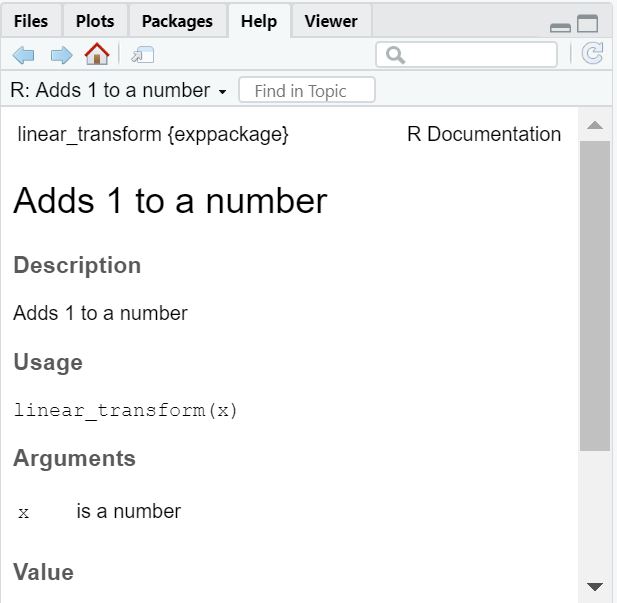 Files Plots Packages Help Viewer
R: Adds 1 to a number Find in Topic
linear_transform {exppackage} R Documentation
Adds 1 to a number
Description
Adds 1 to a number
Usage
linear_transform(x)
Arguments
x is a number
Value